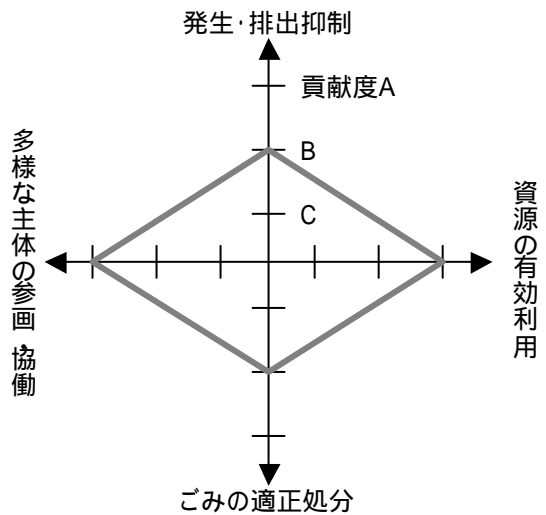 発生・排出抑制
貢献度A
B
C
多様な主体の参画、協働
資源の有効利用
ごみの適正処分